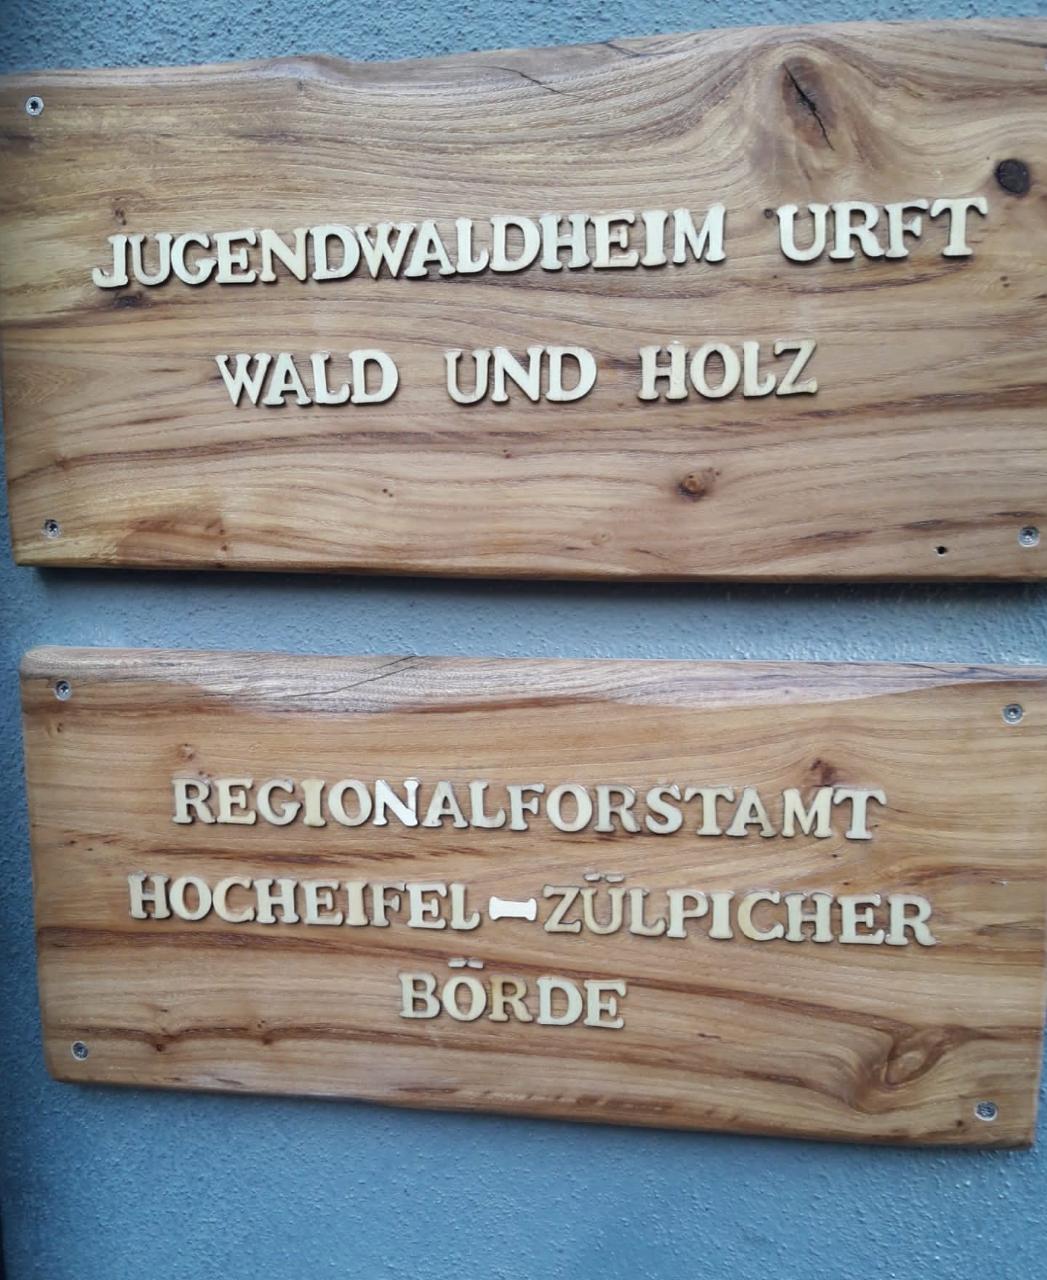 JUGENDWALDHEIM URFT
WALD UND HOLZ
REGIONALFORSTAMT
HOCHEIFEL-ZÜLPICHER
BÖRDE